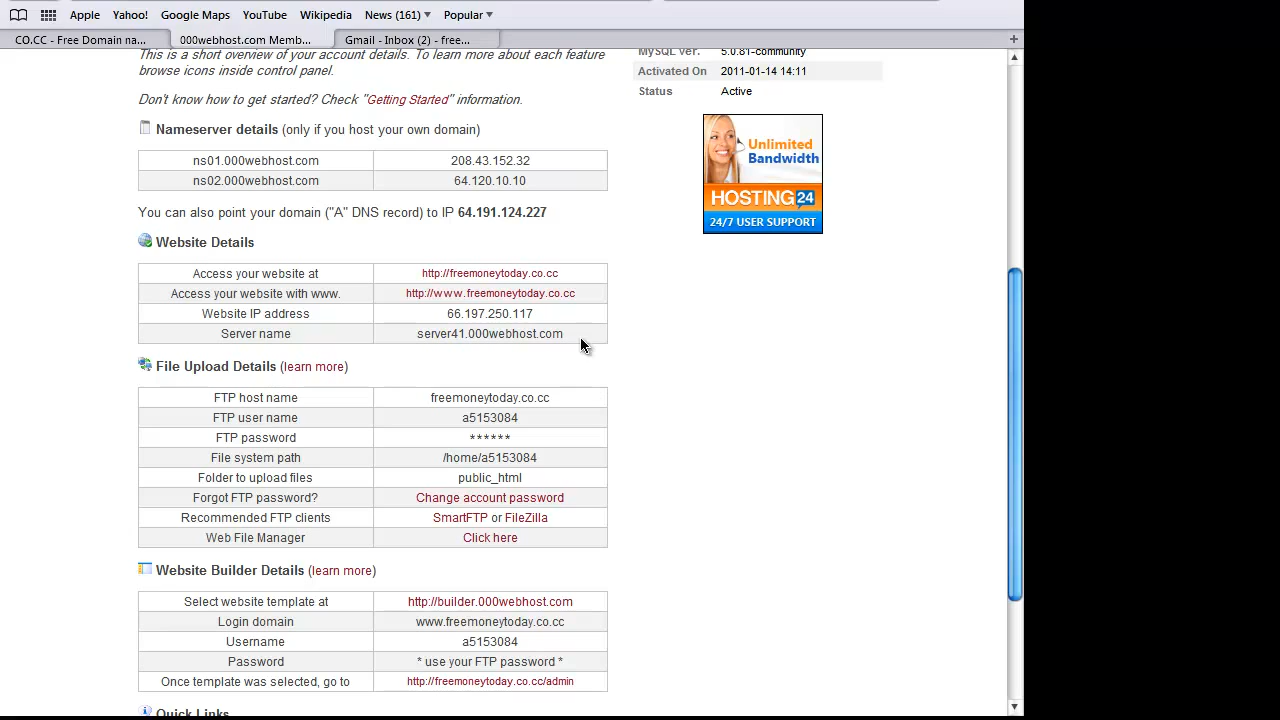 Apple Yahoo! Google Maps YouTube Wikipedia News (161) Popular
CO.CC - Free Domain na... 000webhost.com Memb... Gmail - Inbox (2) - free...
This is a short overview of your account details. To learn more about each feature
browse icons inside control panel.
Don't know how to get started? Check "Getting Started" information.
MySQL ver. 5.0.81-community
Activated On 2011-01-14 14:11
Status Active
Nameserver details (only if you host your own domain)
ns01.000webhost.com 208.43.152.32
ns02.000webhost.com 64.120.10.10
You can also point your domain ("A" DNS record) to IP 64.191.124.227
Unlimited
Bandwidth
HOSTING 24
24/7 USER SUPPORT
Website Details
Access your website at http://freemoneytoday.co.cc
Access your website with www. http://www.freemoneytoday.co.cc
Website IP address 66.197.250.117
Server name server41.000webhost.com
File Upload Details (learn more)
FTP host name freemoneytoday.co.cc
FTP user name a5153084
FTP password ******
File system path /home/a5153084
Folder to upload files public_html
Forgot FTP password? Change account password
Recommended FTP clients SmartFTP or FileZilla
Web File Manager Click here
Website Builder Details (learn more)
Select website template at http://builder.000webhost.com
Login domain www.freemoneytoday.co.cc
Username a5153084
Password * use your FTP password *
Once template was selected, go to http://freemoneytoday.co.cc/admin
Quick Links